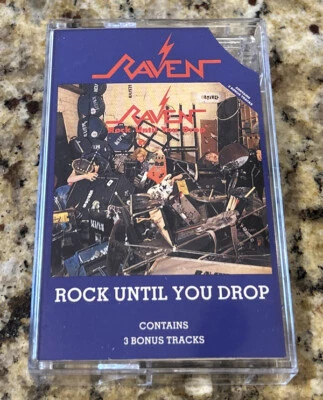 RAVEN
RAVEN
Rock Until You Drop
ROCK UNTIL YOU DROP
CONTAINS
3 BONUS TRACKS